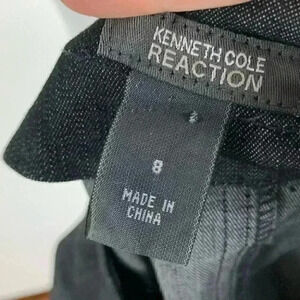 KENNETH COLE
REACTION
8
MADE IN
CHINA